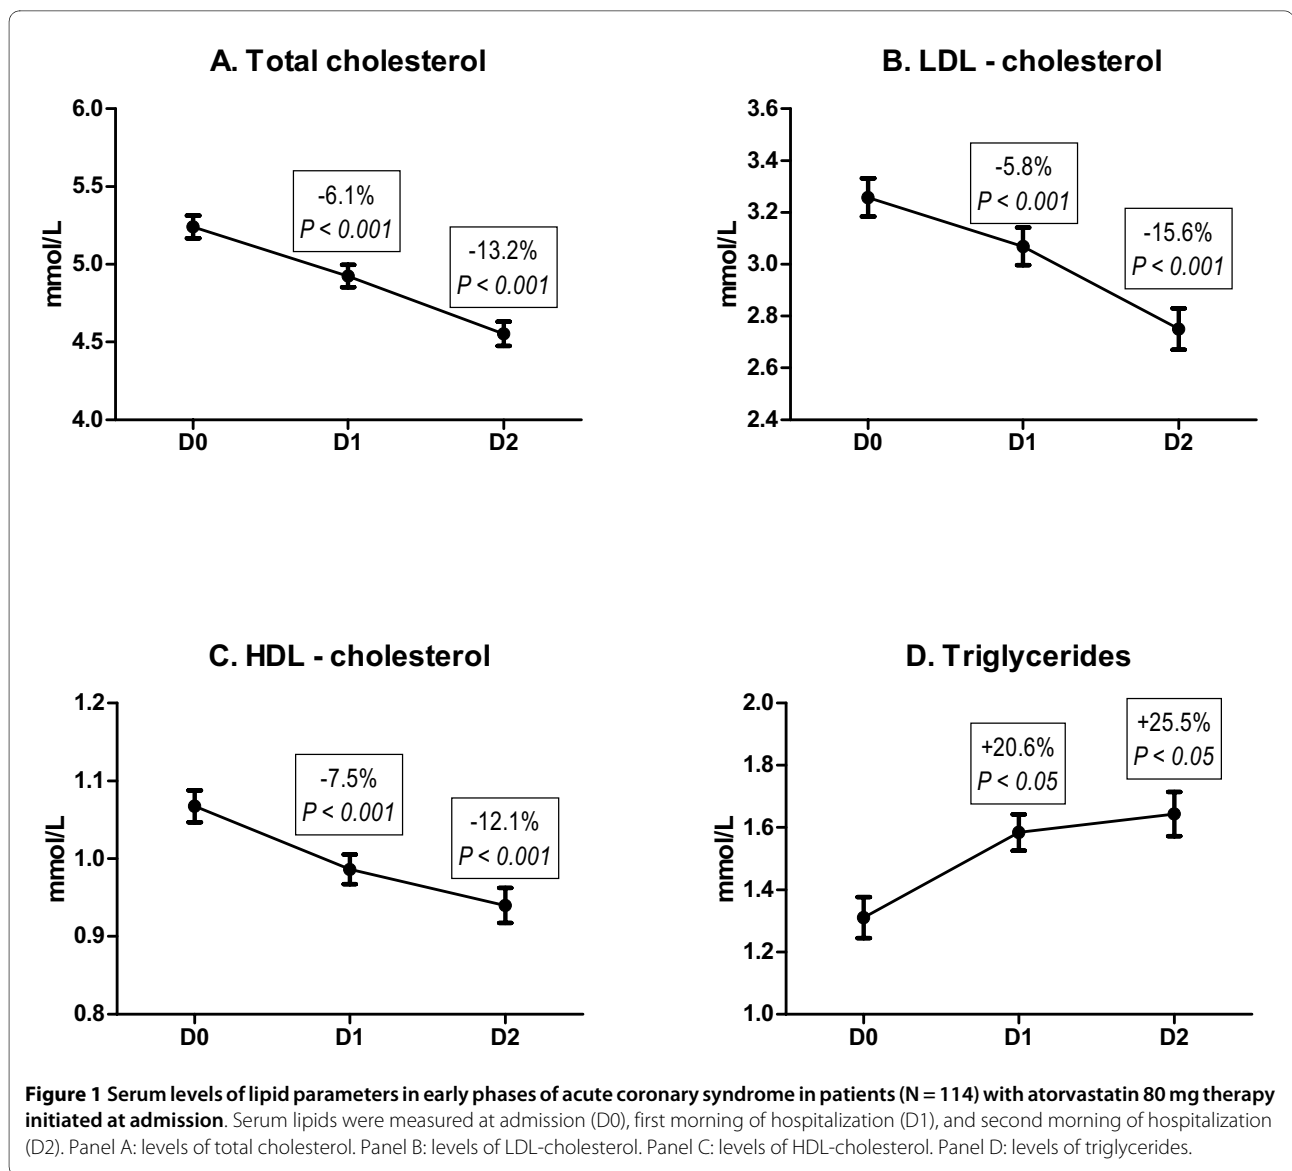 A. Total cholesterol
6.0
5.5
5.0
4.5
4.0
mmol/L
-6.1%
P < 0.001
-13.2%
P < 0.001
D0 D1 D2
B. LDL - cholesterol
3.6
3.4
3.2
3.0
2.8
2.6
2.4
mmol/L
-5.8%
P < 0.001
-15.6%
P < 0.001
D0 D1 D2
C. HDL - cholesterol
1.2
1.1
1.0
0.9
0.8
mmol/L
-7.5%
P < 0.001
-12.1%
P < 0.001
D0 D1 D2
D. Triglycerides
2.0
1.8
1.6
1.4
1.2
1.0
mmol/L
+20.6%
P < 0.05
+25.5%
P < 0.05
D0 D1 D2
Figure 1 Serum levels of lipid parameters in early phases of acute coronary syndrome in patients (N = 114) with atorvastatin 80 mg therapy
initiated at admission. Serum lipids were measured at admission (D0), first morning of hospitalization (D1), and second morning of hospitalization
(D2). Panel A: levels of total cholesterol. Panel B: levels of LDL-cholesterol. Panel C: levels of HDL-cholesterol. Panel D: levels of triglycerides.